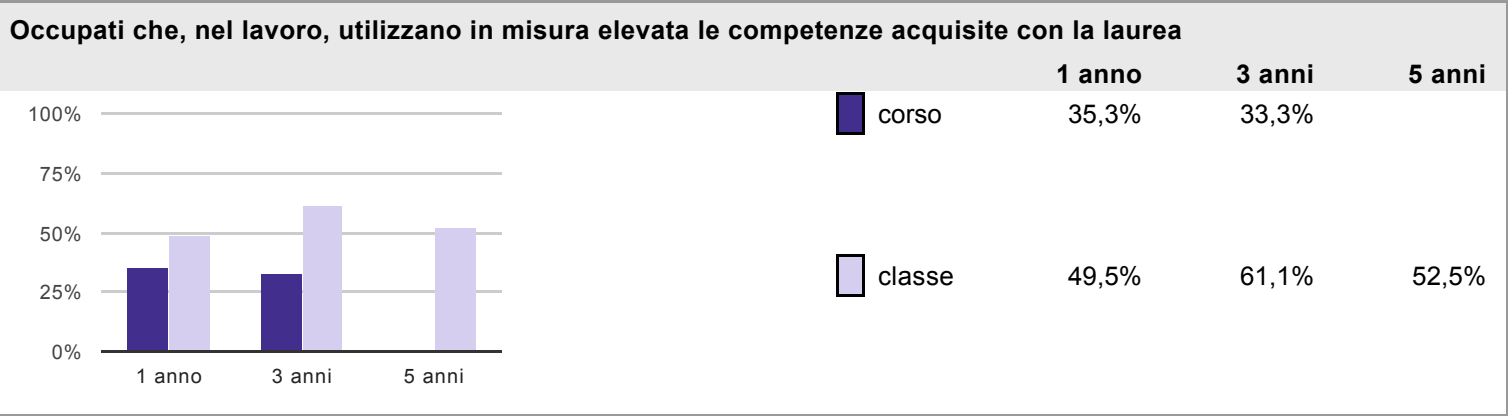 Occupati che, nel lavoro, utilizzano in misura elevata le competenze acquisite con la laurea
1 anno 3 anni 5 anni
100%
75%
50%
25%
0%
1 anno 3 anni 5 anni
corso 35,3% 33,3%
classe 49,5% 61,1% 52,5%